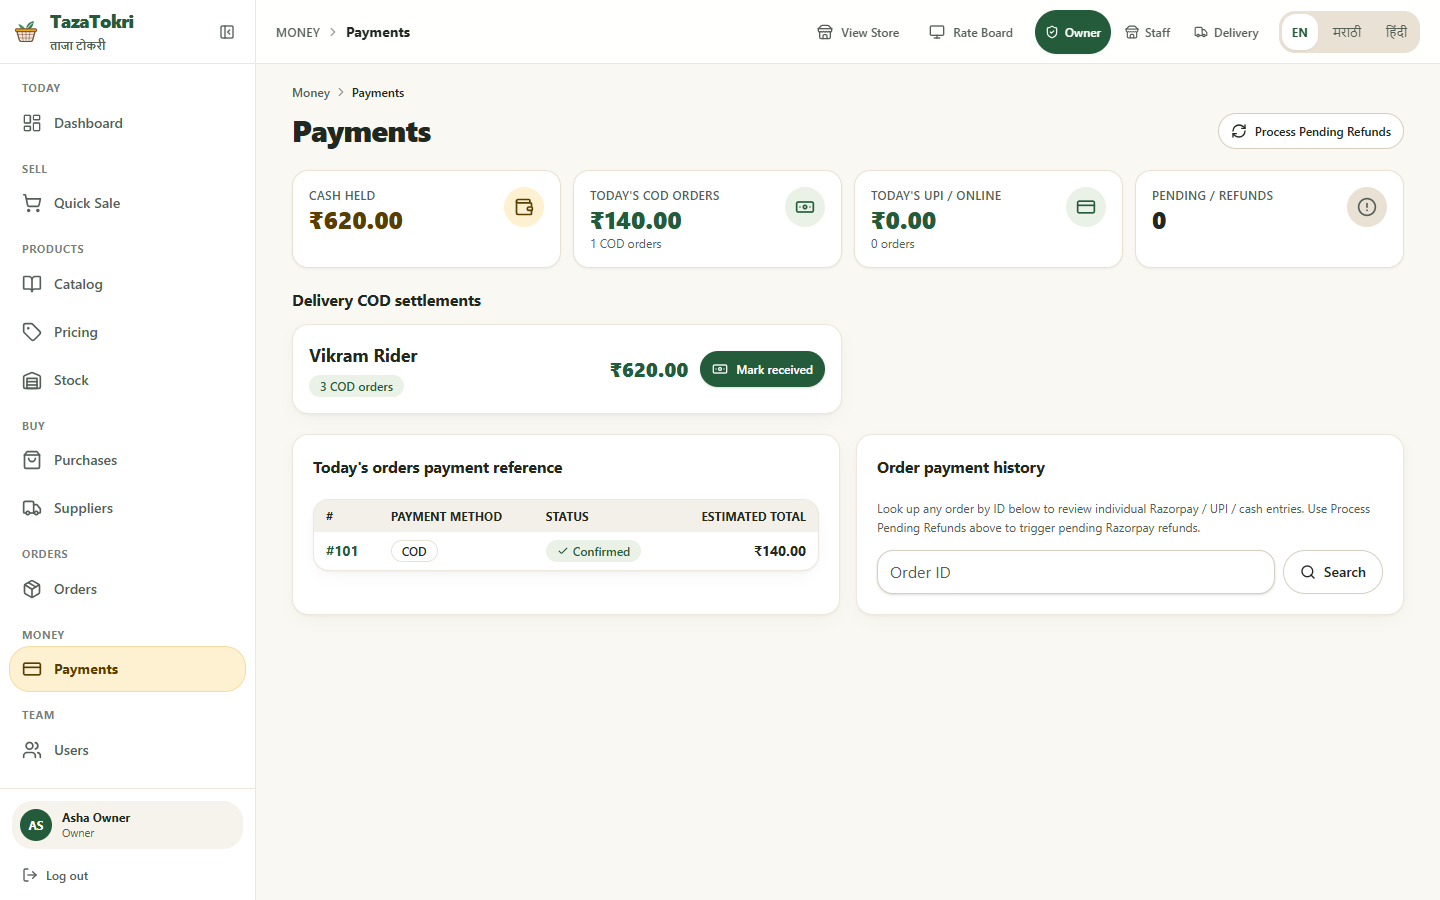 TazaTokri
ताजा टोकरी
TODAY
Dashboard
SELL
Quick Sale
PRODUCTS
Catalog
Pricing
Stock
BUY
Purchases
Suppliers
ORDERS
Orders
MONEY
Payments
TEAM
Users
AS
Asha Owner
Owner
Log out
MONEY > Payments
View Store
Rate Board
Owner
Staff
Delivery
EN
मराठी
हिंदी
Money > Payments
Payments
Process Pending Refunds
CASH HELD
₹620.00
TODAY'S COD ORDERS
₹140.00
1 COD orders
TODAY'S UPI / ONLINE
₹0.00
0 orders
PENDING / REFUNDS
0
Delivery COD settlements
Vikram Rider
3 COD orders
₹620.00
Mark received
Today's orders payment reference
# PAYMENT METHOD STATUS ESTIMATED TOTAL
#101 COD Confirmed ₹140.00
Order payment history
Look up any order by ID below to review individual Razorpay / UPI / cash entries. Use Process
Pending Refunds above to trigger pending Razorpay refunds.
Order ID
Search